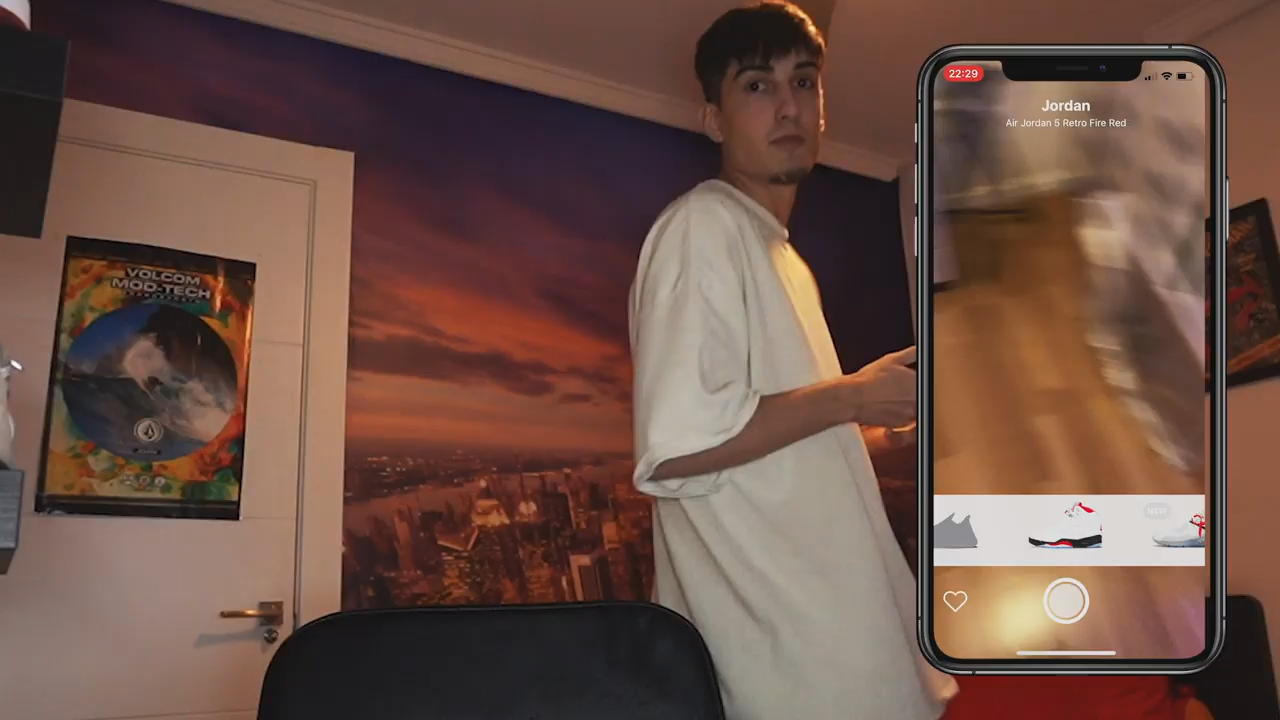 VOLCOM
MOD-TECH
22:29
Jordan
Air Jordan 5 Retro Fire Red
NEW